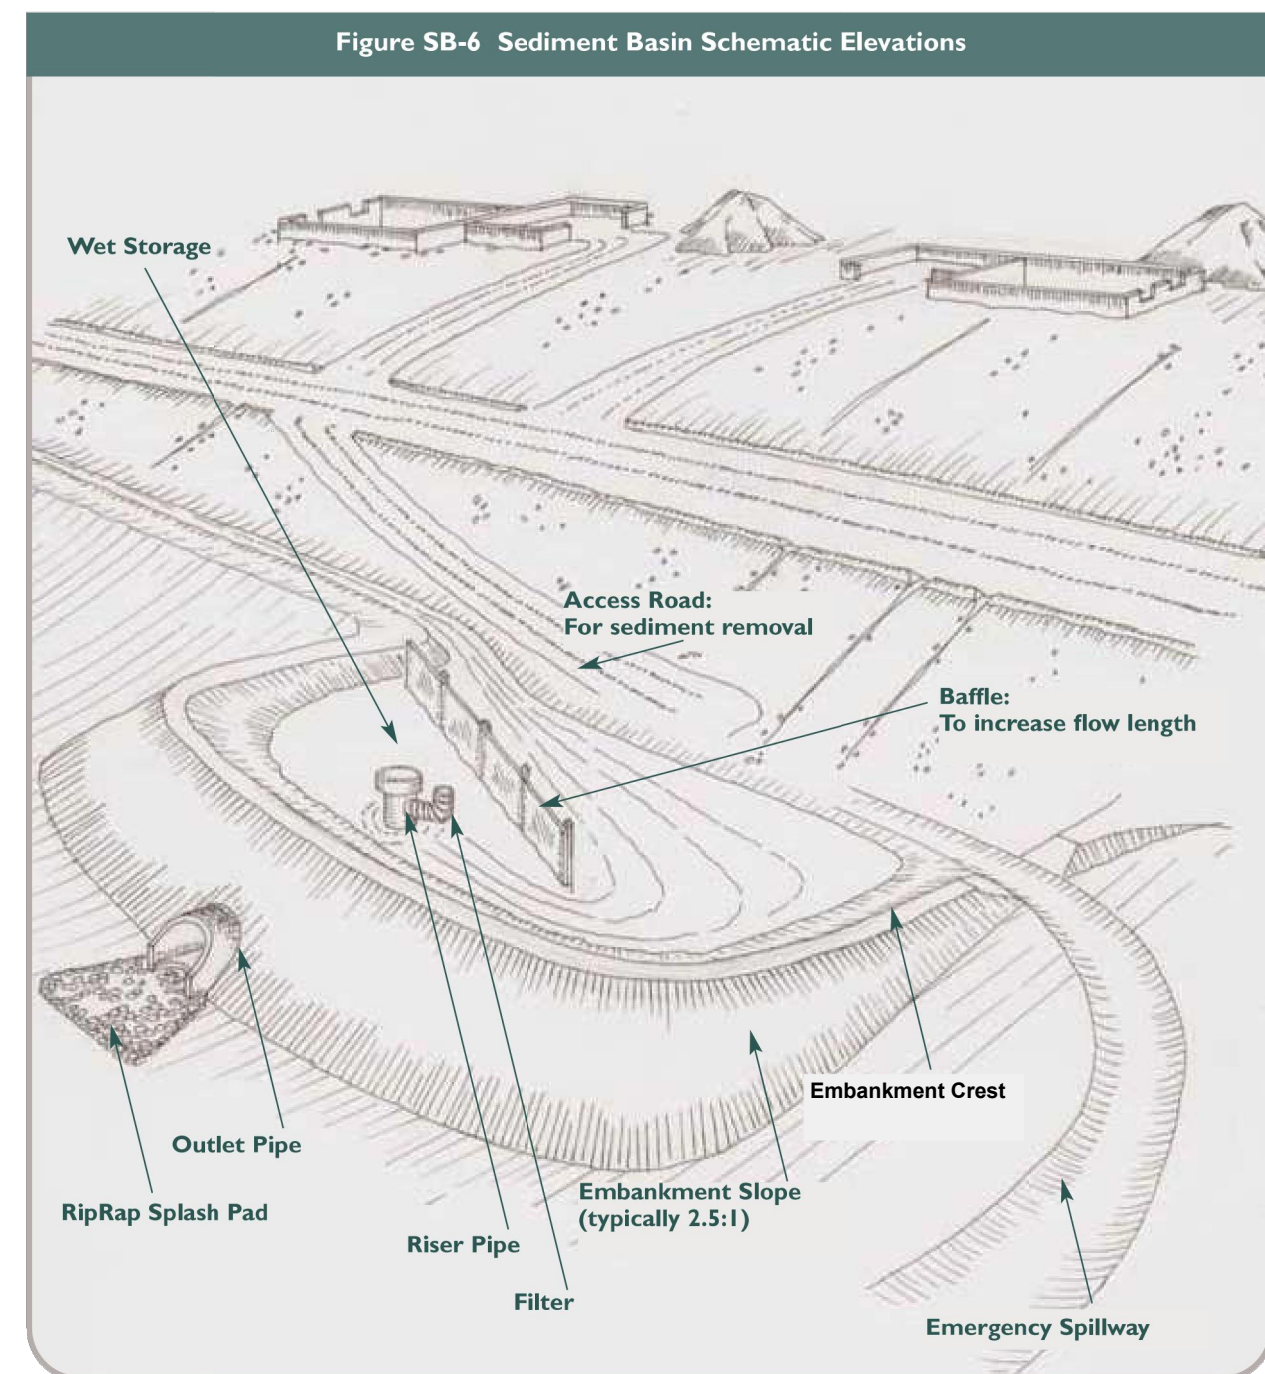 Figure SB-6 Sediment Basin Schematic Elevations
Wet Storage
Access Road:
For sediment removal
Baffle:
To increase flow length
Embankment Crest
Outlet Pipe
Embankment Slope
(typically 2.5:1)
RipRap Splash Pad
Riser Pipe
Filter
Emergency Spillway